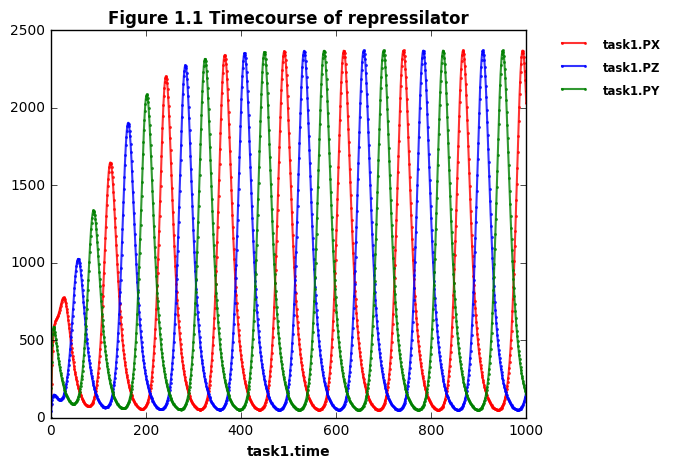 Figure 1.1 Timecourse of repressilator
2500
2000
1500
1000
500
0
0 200 400 600 800 1000
task1.time
task1.PX
task1.PZ
task1.PY